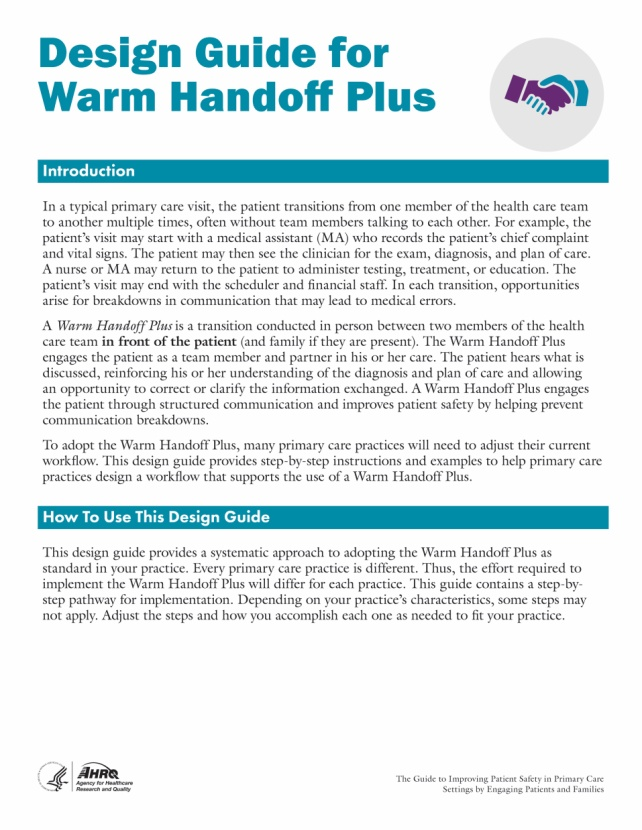 Design Guide for
Warm Handoff Plus
Introduction
In a typical primary care visit, the patient transitions from one member of the health care team
to another multiple times, often without team members talking to each other. For example, the
patient's visit may start with a medical assistant (MA) who records the patient's chief complaint
and vital signs. The patient may then see the clinician for the exam, diagnosis, and plan of care.
A nurse or MA may return to the patient to administer testing, treatment, or education. The
patient's visit may end with the scheduler and financial staff. In each transition, opportunities
arise for breakdowns in communication that may lead to medical errors.
A Warm Handoff Plus is a transition conducted in person between two members of the health
care team in front of the patient (and family if they are present). The Warm Handoff Plus
engages the patient as a team member and partner in his or her care. The patient hears what is
discussed, reinforcing his or her understanding of the diagnosis and plan of care and allowing
an opportunity to correct or clarify the information exchanged. A Warm Handoff Plus engages
the patient through structured communication and improves patient safety by helping prevent
communication breakdowns.
To adopt the Warm Handoff Plus, many primary care practices will need to adjust their current
workflow. This design guide provides step-by-step instructions and examples to help primary care
practices design a workflow that supports the use of a Warm Handoff Plus.
How To Use This Design Guide
This design guide provides a systematic approach to adopting the Warm Handoff Plus as
standard in your practice. Every primary care practice is different. Thus, the effort required to
implement the Warm Handoff Plus will differ for each practice. This guide contains a step-by-
step pathway for implementation. Depending on your practice's characteristics, some steps may
not apply. Adjust the steps and how you accomplish each one as needed to fit your practice.
AHRQ
Agency for Healthcare
Research and Quality
The Guide to Improving Patient Safety in Primary Care
Settings by Engaging Patients and Families